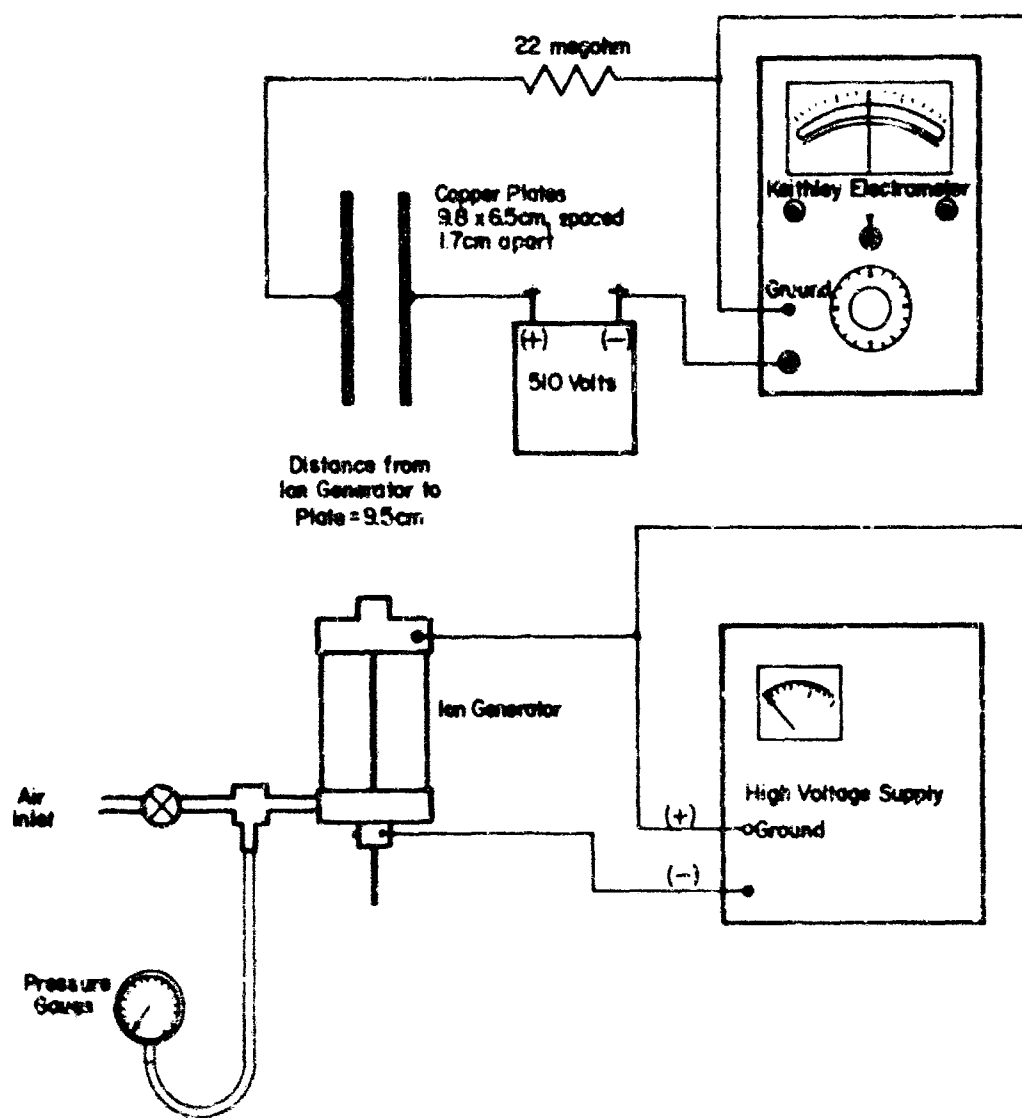 22 megohm
Copper Plates
9.8 x 6.5cm, spaced
1.7cm apart
Keithley Electrometer
Ground
(+) (-)
510 Volts
Distance from
Ion Generator to
Plate = 9.5cm
Ion Generator
Air
Inlet
High Voltage Supply
(+)
Ground
(-)
Pressure
Gauges